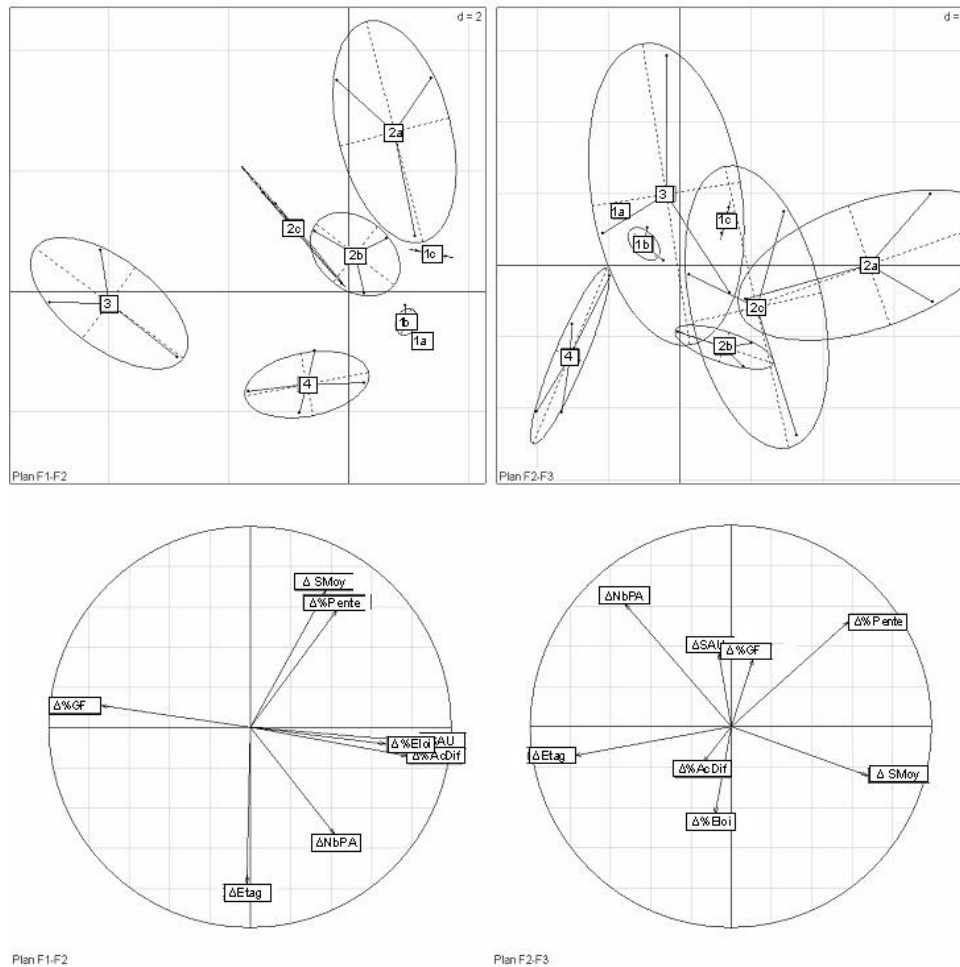 d = 2
2a
2c
2b
1c
3
1b
1a
4
Plan F1-F2
d =
3
1a
1c
1b
2a
2c
2b
4
Plan F2-F3
Δ SMoy
Δ%Pente
Δ%GF
SAU
Δ%Eloi
Δ%AcDif
ΔNbPA
ΔEtag
Plan F1-F2
ΔNbPA
Δ%Pente
ΔSAU
Δ%GF
ΔEtag
Δ%AcDif
Δ SMoy
Δ%Eloi
Plan F2-F3